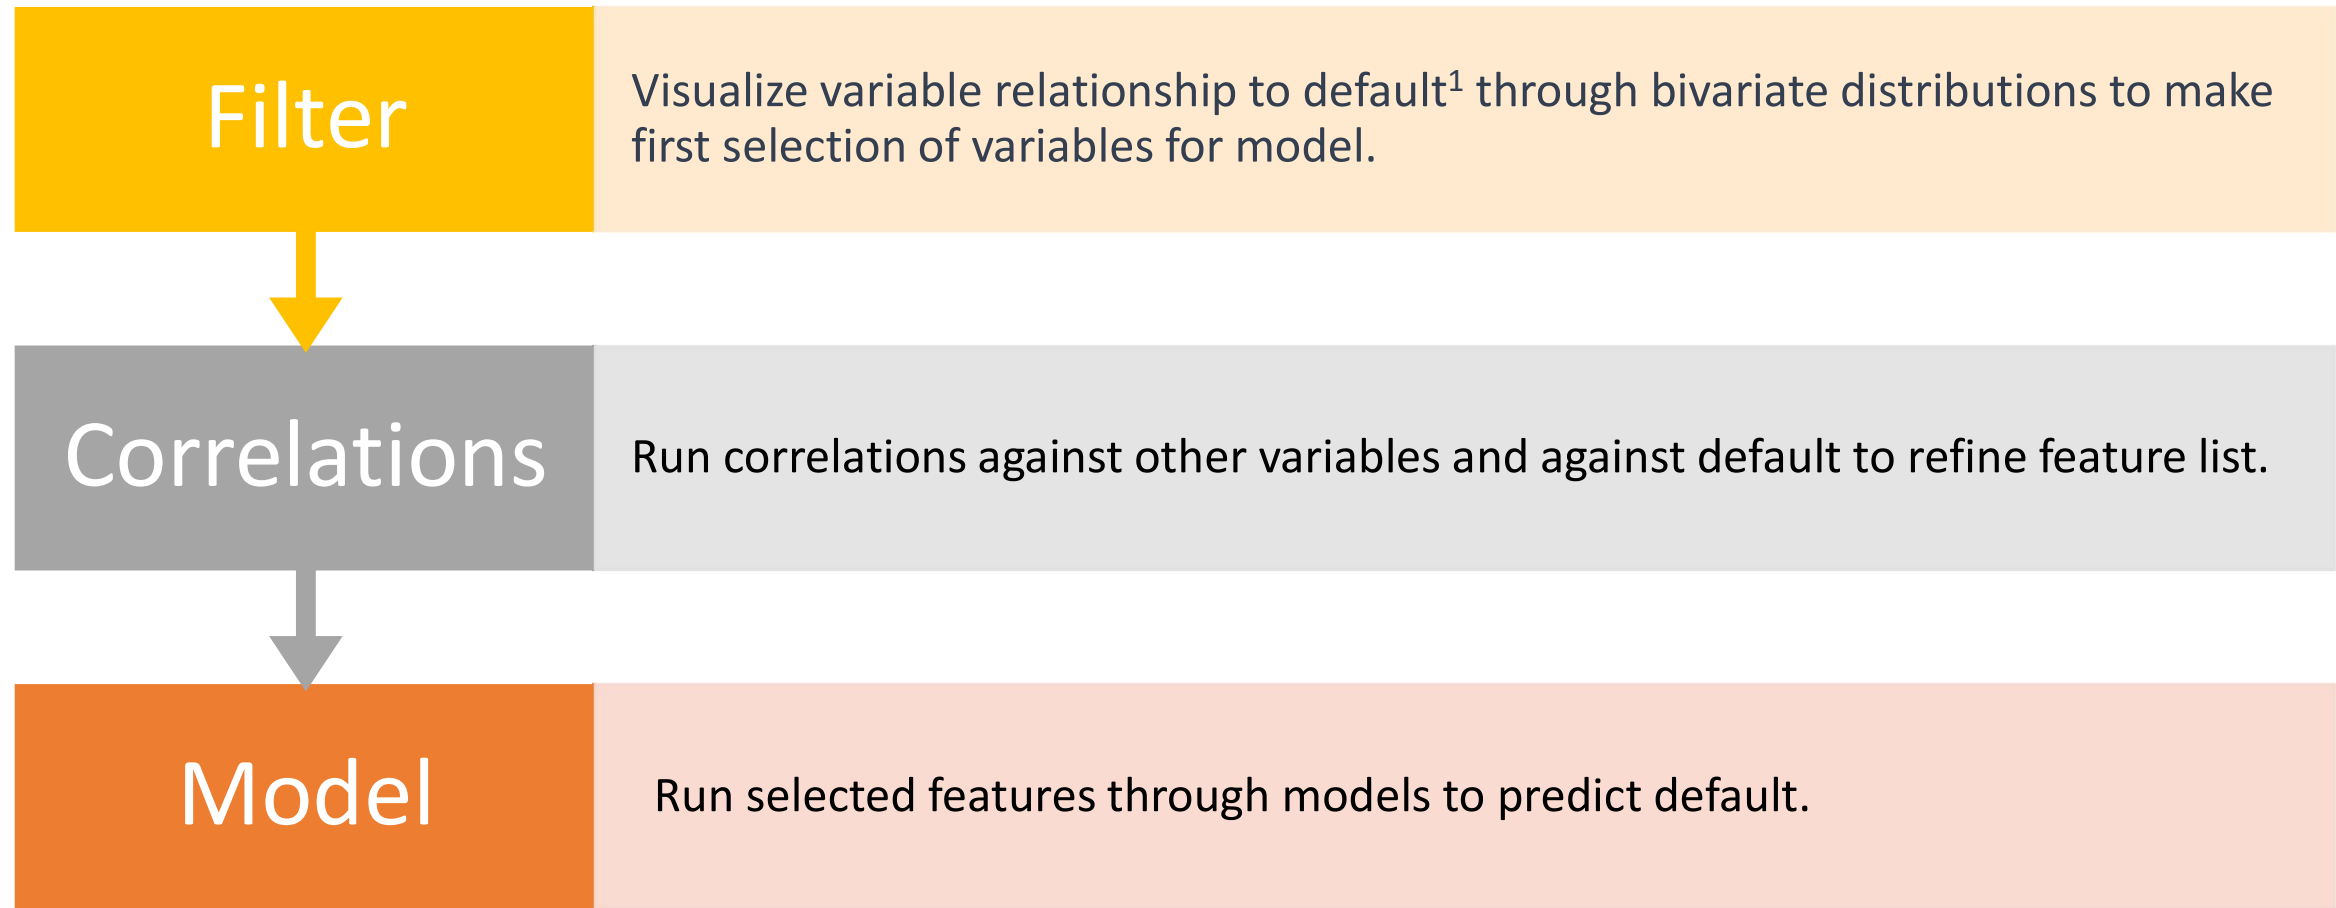 Filter
Visualize variable relationship to default¹ through bivariate distributions to make
first selection of variables for model.
Correlations
Run correlations against other variables and against default to refine feature list.
Model
Run selected features through models to predict default.